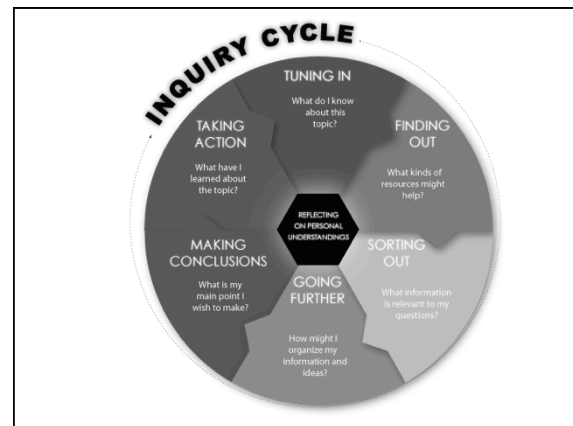 INQUIRY CYCLE
TUNING IN
What do I know
about this
topic?
FINDING
OUT
What kinds of
resources might
help?
SORTING
OUT
What information
is relevant to my
questions?
GOING
FURTHER
How might I
organize my
information and
ideas?
MAKING
CONCLUSIONS
What is my
main point I
wish to make?
TAKING
ACTION
What have I
learned about
the topic?
REFLECTING
ON PERSONAL
UNDERSTANDINGS